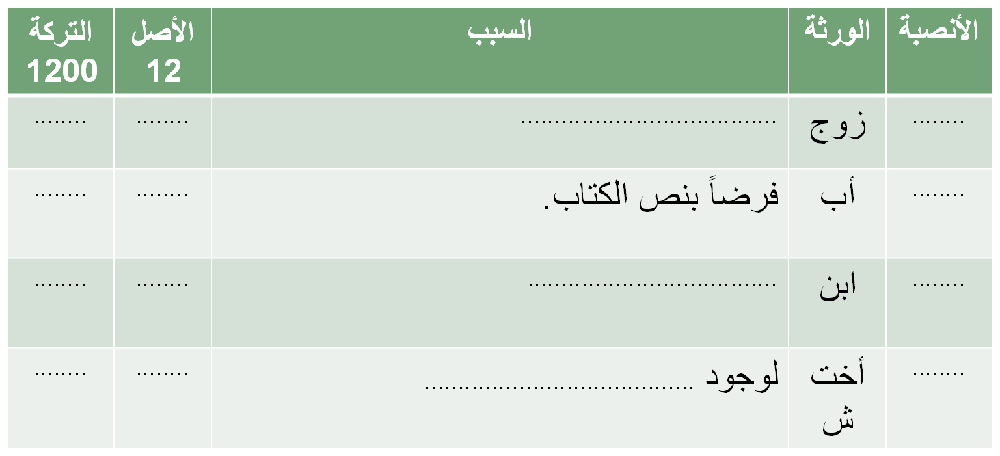 الأنصبة الورثة السبب الأصل 12 التركة 1200
........ زوج ...................................... ........ ........
........ أب فرضاً بنص الكتاب. ........ ........
........ ابن ..................................... ........ ........
........ أخت ش لوجود ........................................ ........ ........